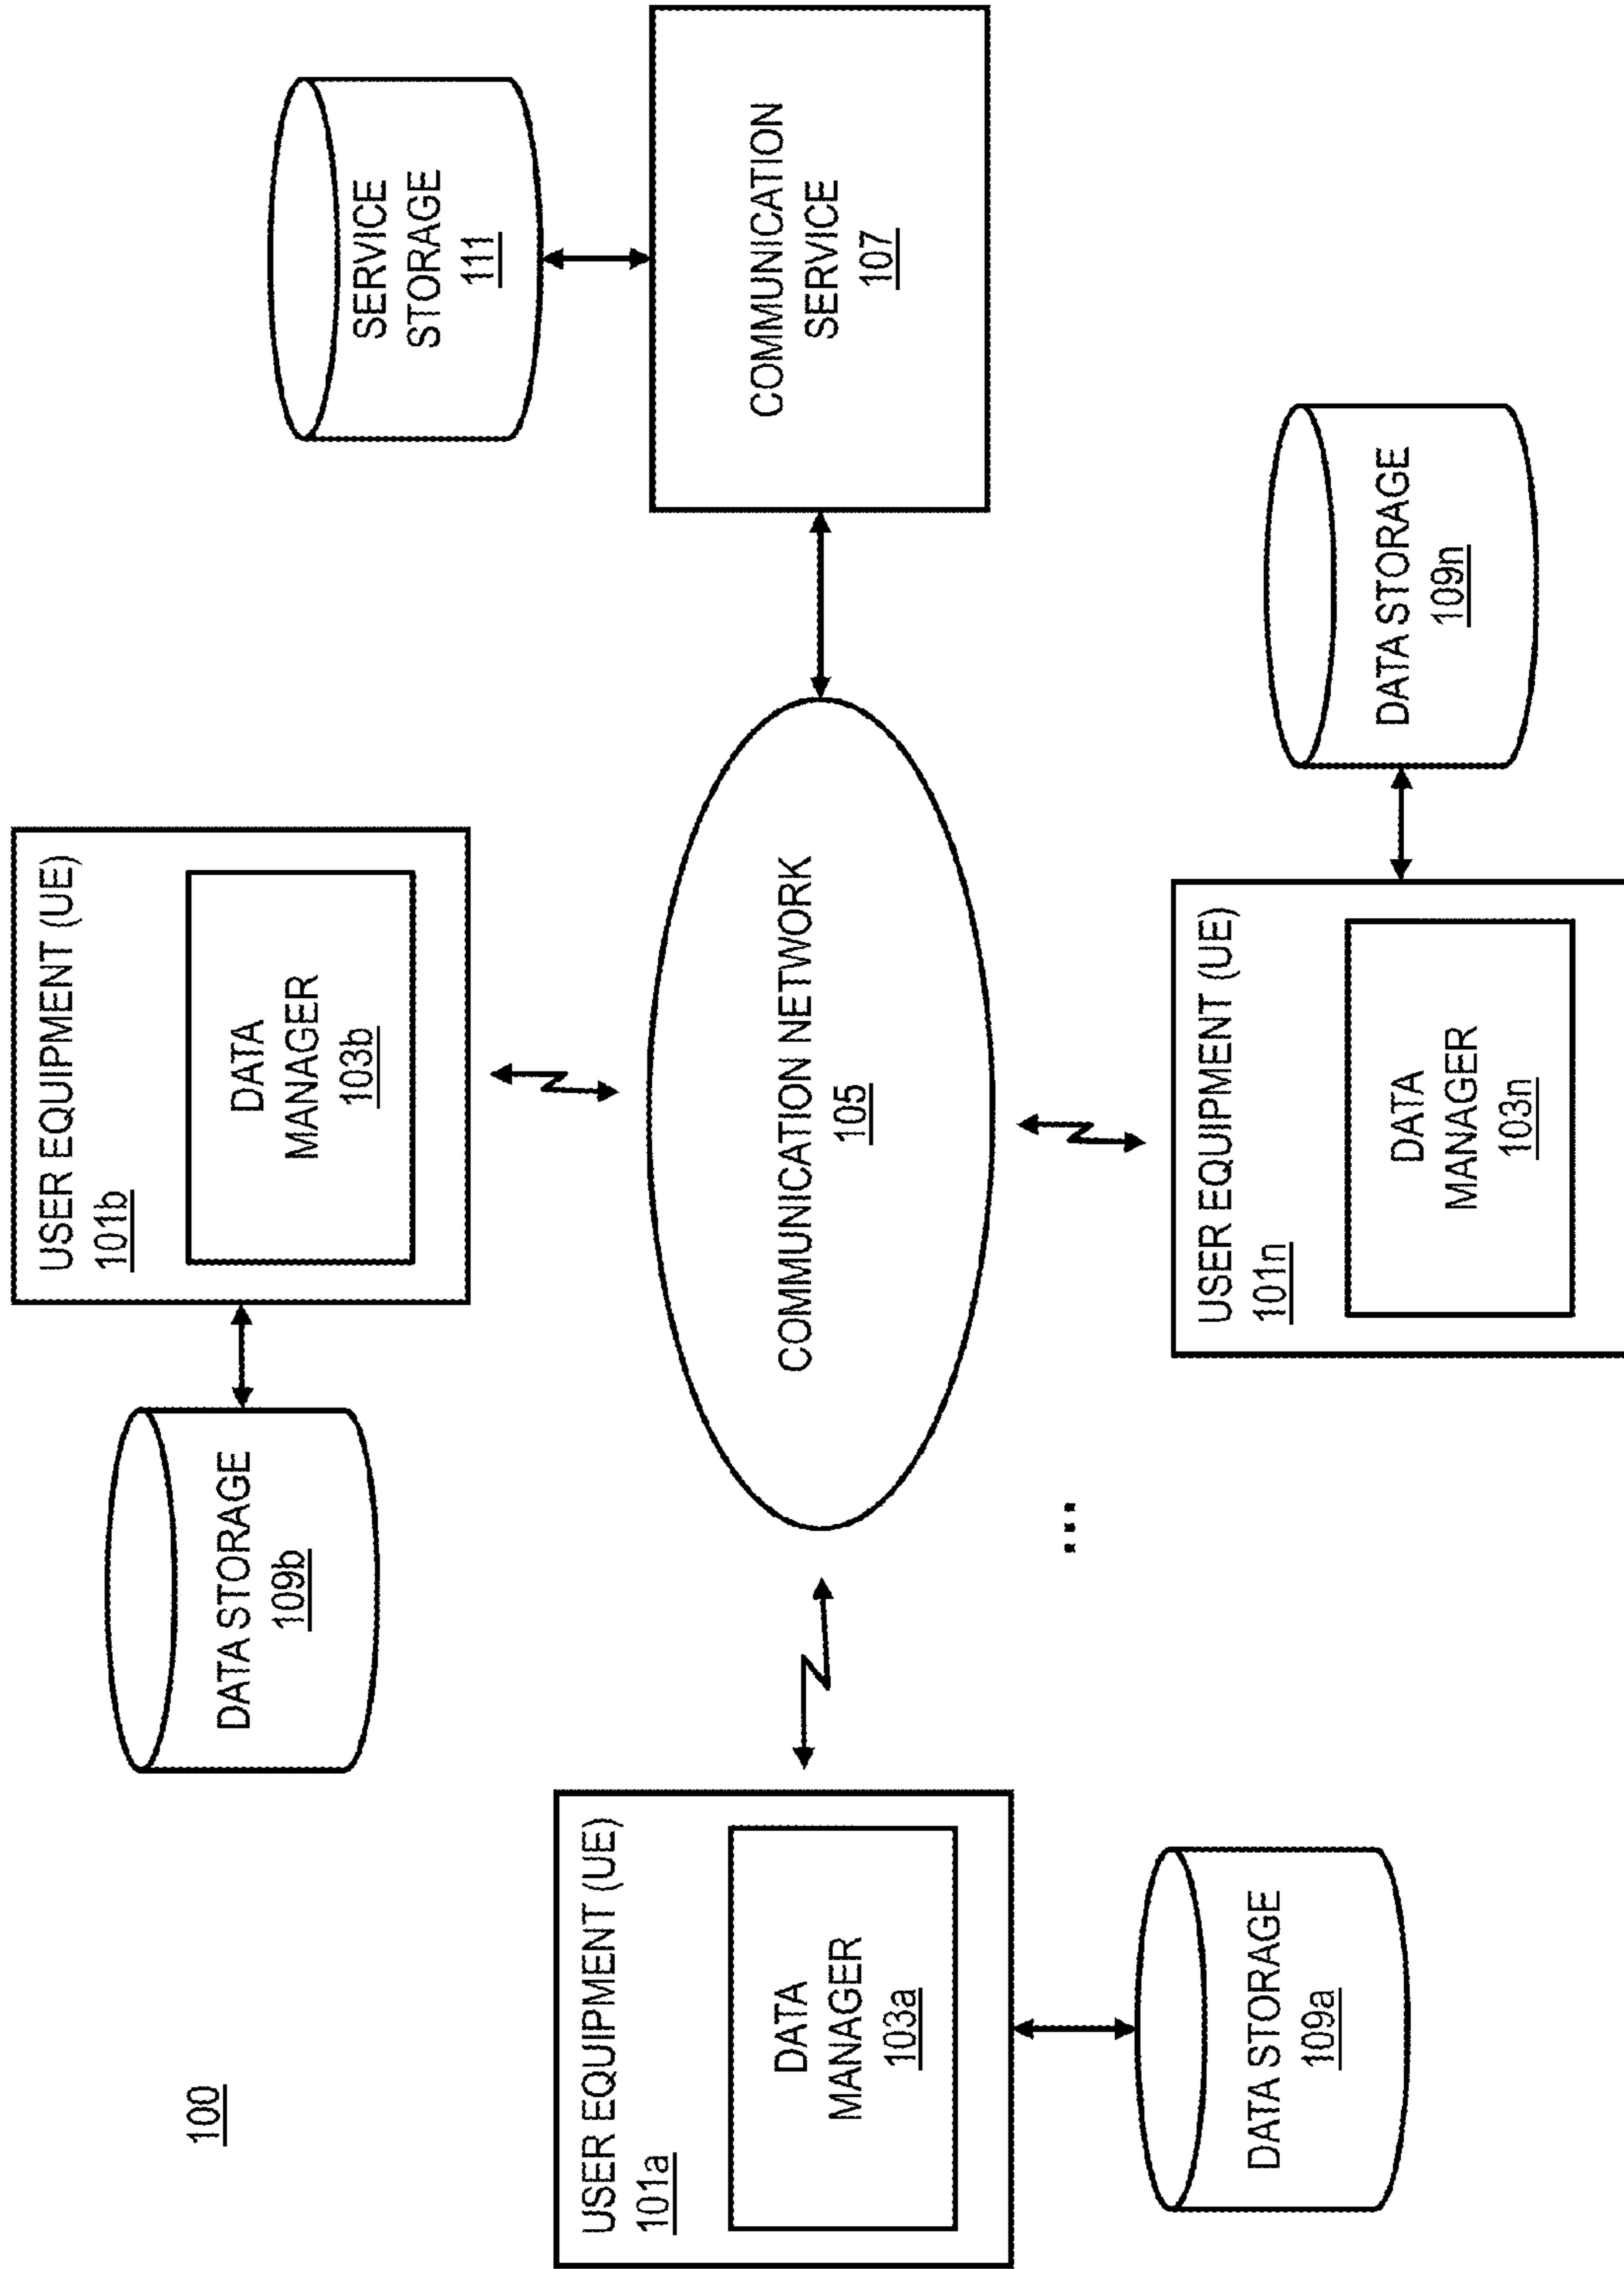 100
USER EQUIPMENT (UE)
101b
DATA
MANAGER
103b
DATA STORAGE
109b
SERVICE
STORAGE
111
USER EQUIPMENT (UE)
101a
DATA
MANAGER
103a
COMMUNICATION NETWORK
105
COMMUNICATION
SERVICE
107
...
DATA STORAGE
109a
USER EQUIPMENT (UE)
101n
DATA
MANAGER
103n
DATA STORAGE
109n